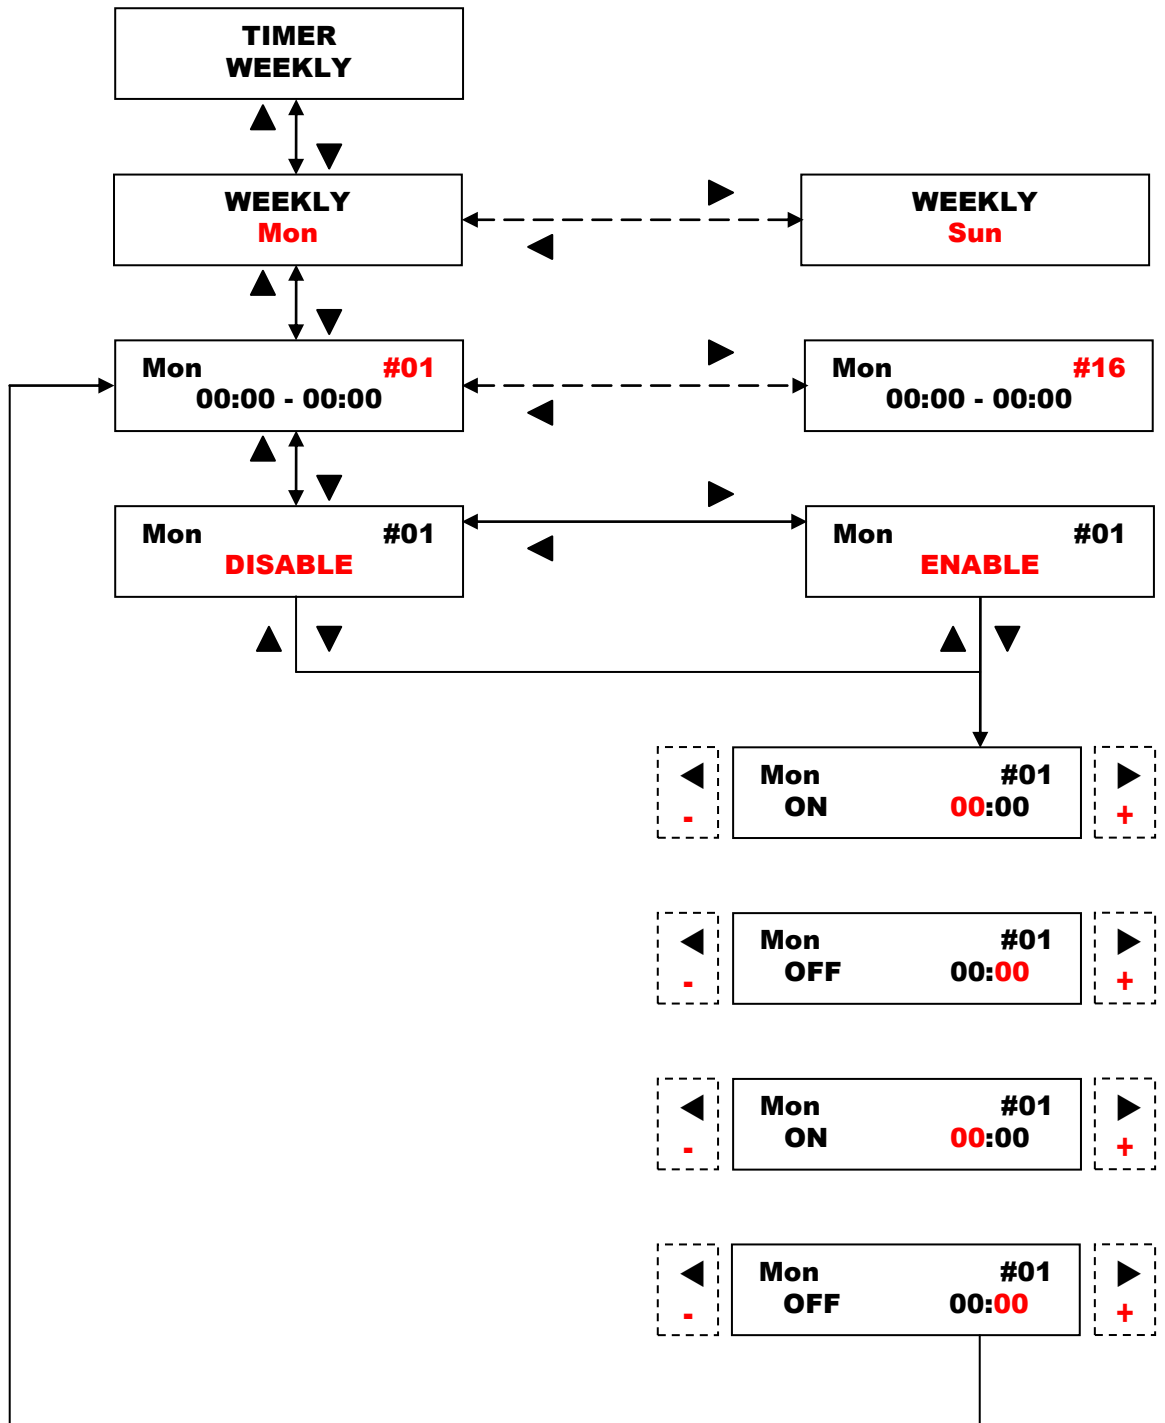 TIMER
WEEKLY
WEEKLY
Mon
WEEKLY
Sun
Mon #01
00:00 - 00:00
Mon #16
00:00 - 00:00
Mon #01
DISABLE
Mon #01
ENABLE
Mon #01
- ON 00:00 +
Mon #01
- OFF 00:00 +
Mon #01
- ON 00:00 +
Mon #01
- OFF 00:00 +